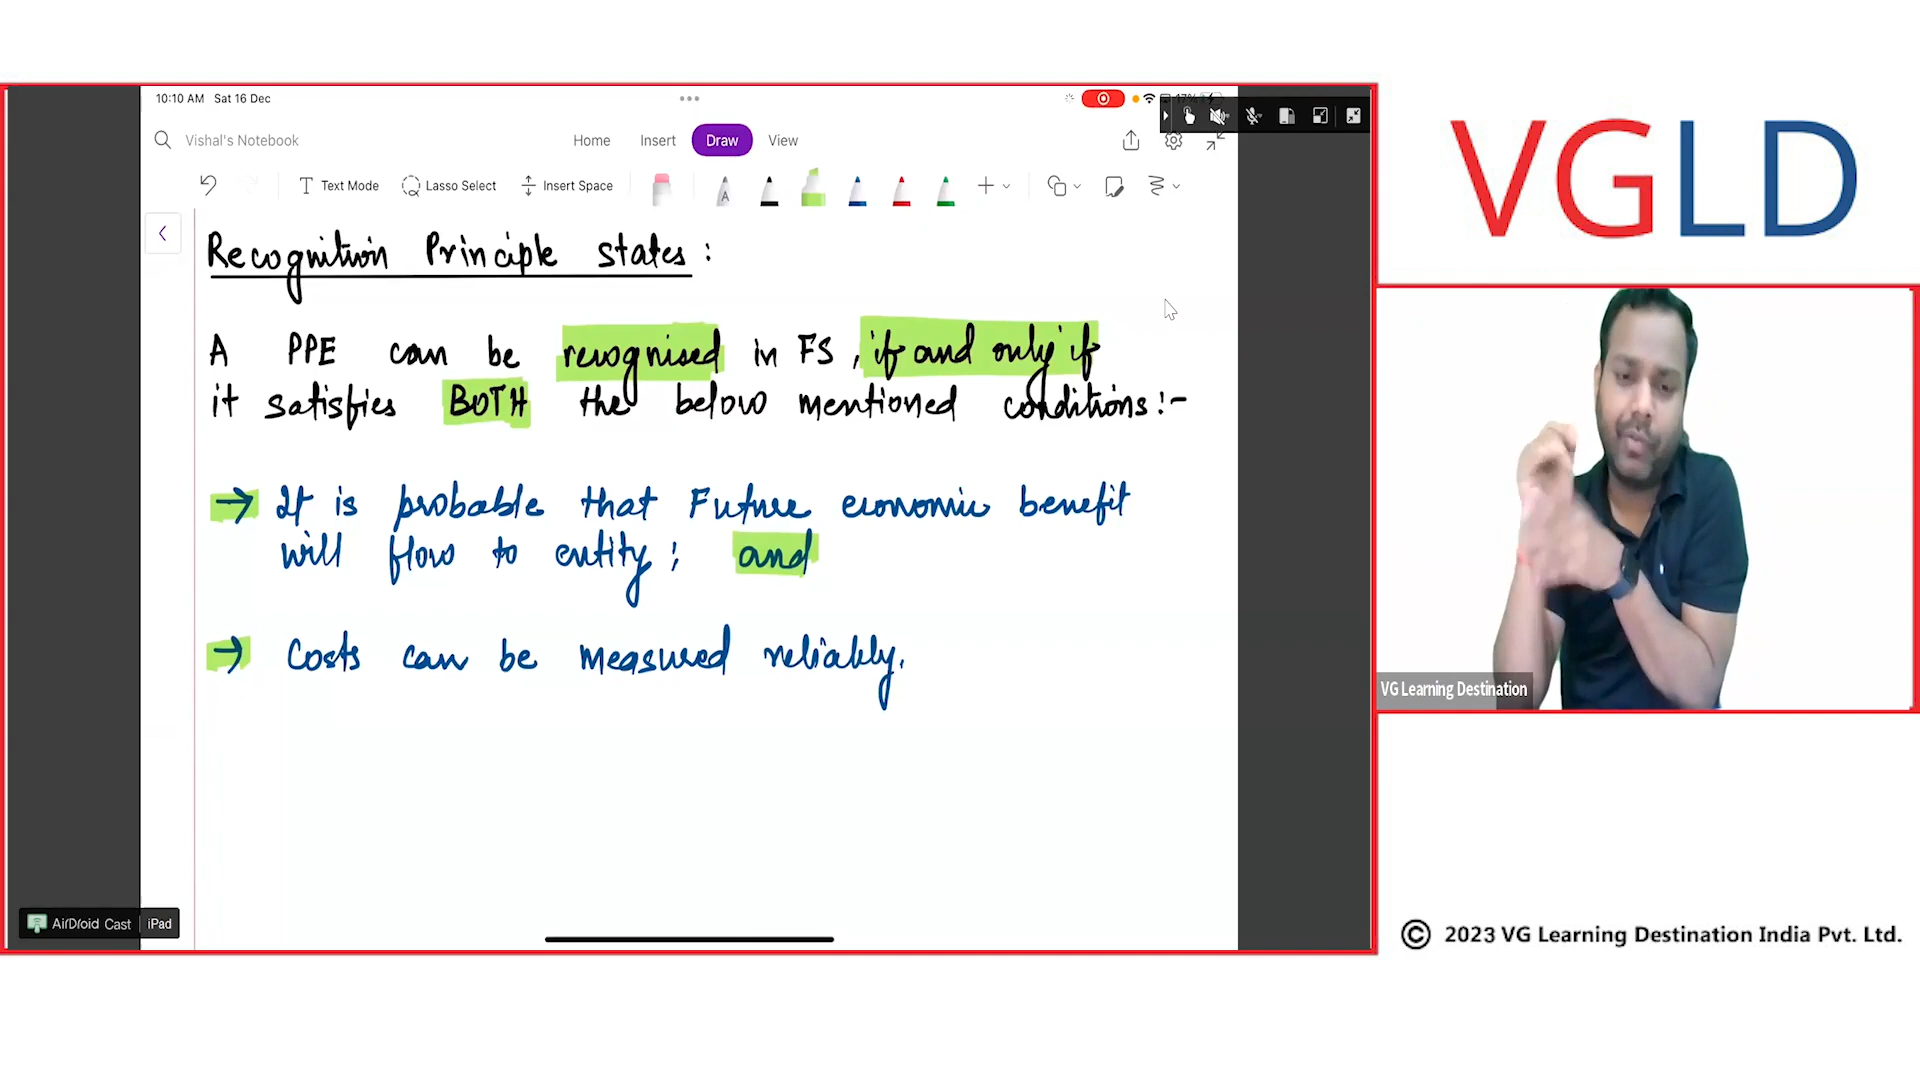 10:10 AM Sat 16 Dec
17%
Vishal's Notebook
Home Insert Draw View
Text Mode Lasso Select Insert Space
Recognition Principle states :
A PPE can be recognised in FS , if and only if
it satisfies BOTH the below mentioned conditions :-
→ It is probable that Future economic benefit
will flow to entity ; and
→ Costs can be measured reliably.
AirDroid Cast iPad
VGLD
VG Learning Destination
© 2023 VG Learning Destination India Pvt. Ltd.